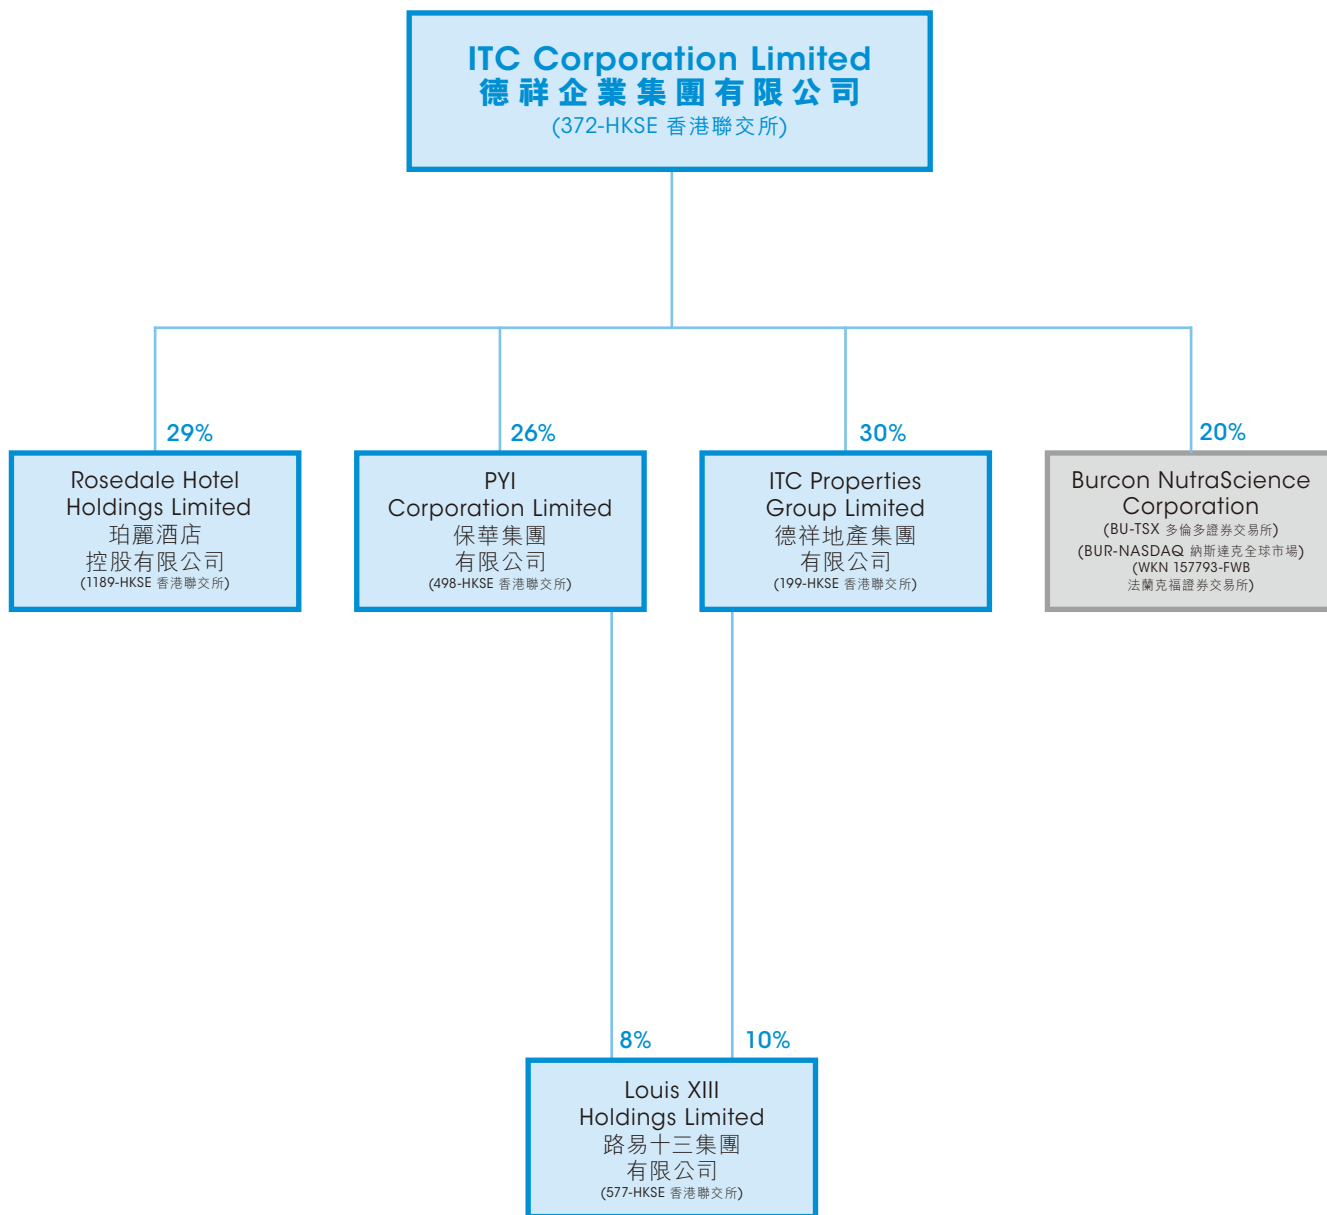 ITC Corporation Limited
德祥企業集團有限公司
(372-HKSE 香港聯交所)
29%
Rosedale Hotel
Holdings Limited
珀麗酒店
控股有限公司
(1189-HKSE 香港聯交所)
26%
PYI
Corporation Limited
保華集團
有限公司
(498-HKSE 香港聯交所)
30%
ITC Properties
Group Limited
德祥地產集團
有限公司
(199-HKSE 香港聯交所)
20%
Burcon NutraScience
Corporation
(BU-TSX 多倫多證券交易所)
(BUR-NASDAQ 納斯達克全球市場)
(WKN 157793-FWB
法蘭克福證券交易所)
8%
10%
Louis XIII
Holdings Limited
路易十三集團
有限公司
(577-HKSE 香港聯交所)